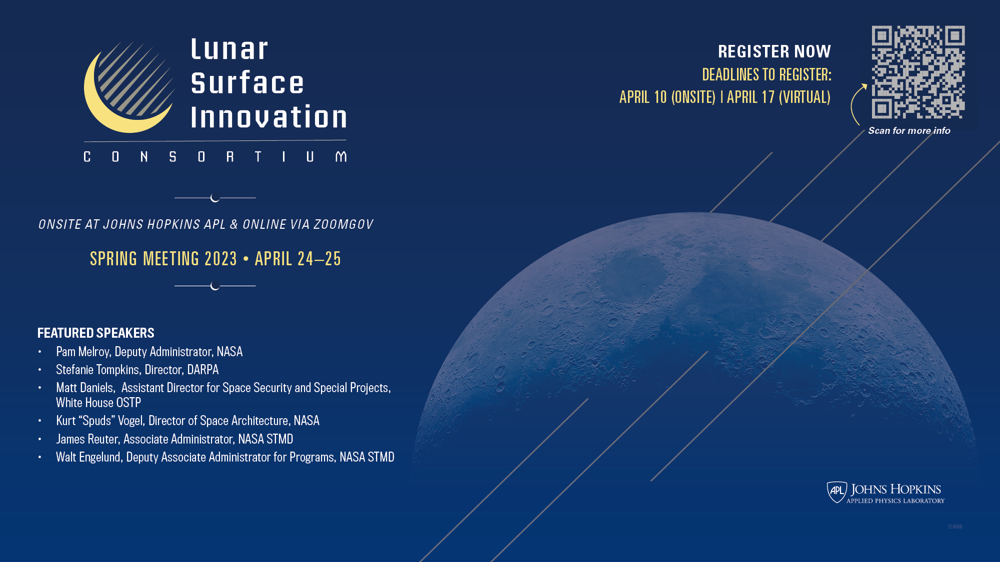 Lunar
Surface
Innovation
CONSORTIUM
ONSITE AT JOHNS HOPKINS APL & ONLINE VIA ZOOMGOV
SPRING MEETING 2023 • APRIL 24–25
FEATURED SPEAKERS
• Pam Melroy, Deputy Administrator, NASA
• Stefanie Tompkins, Director, DARPA
• Matt Daniels,  Assistant Director for Space Security and Special Projects,
White House OSTP
• Kurt “Spuds” Vogel, Director of Space Architecture, NASA
• James Reuter, Associate Administrator, NASA STMD
• Walt Engelund, Deputy Associate Administrator for Programs, NASA STMD
REGISTER NOW
DEADLINES TO REGISTER:
APRIL 10 (ONSITE) | APRIL 17 (VIRTUAL)
Scan for more info
APL
JOHNS HOPKINS
APPLIED PHYSICS LABORATORY